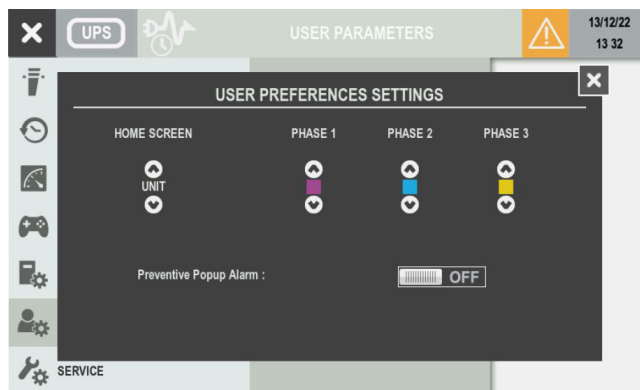 UPS
USER PARAMETERS
13/12/22
13 32
USER PREFERENCES SETTINGS
HOME SCREEN PHASE 1 PHASE 2 PHASE 3
UNIT
Preventive Popup Alarm :
OFF
SERVICE